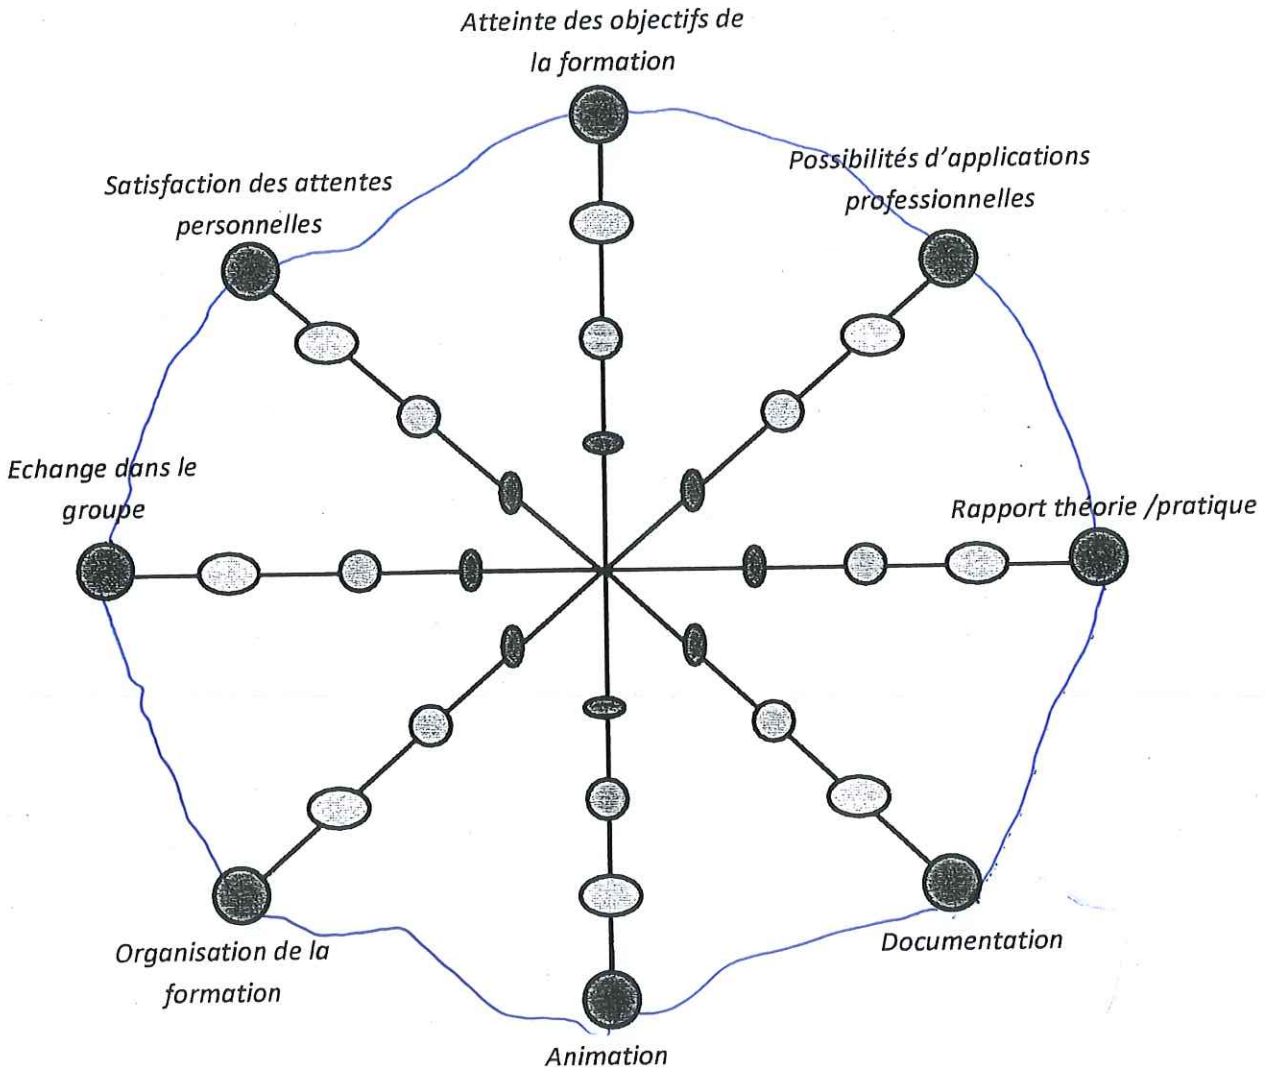 Atteinte des objectifs de
la formation
Possibilités d'applications
professionnelles
Satisfaction des attentes
personnelles
Echange dans le
groupe
Rapport théorie /pratique
Organisation de la
formation
Documentation
Animation